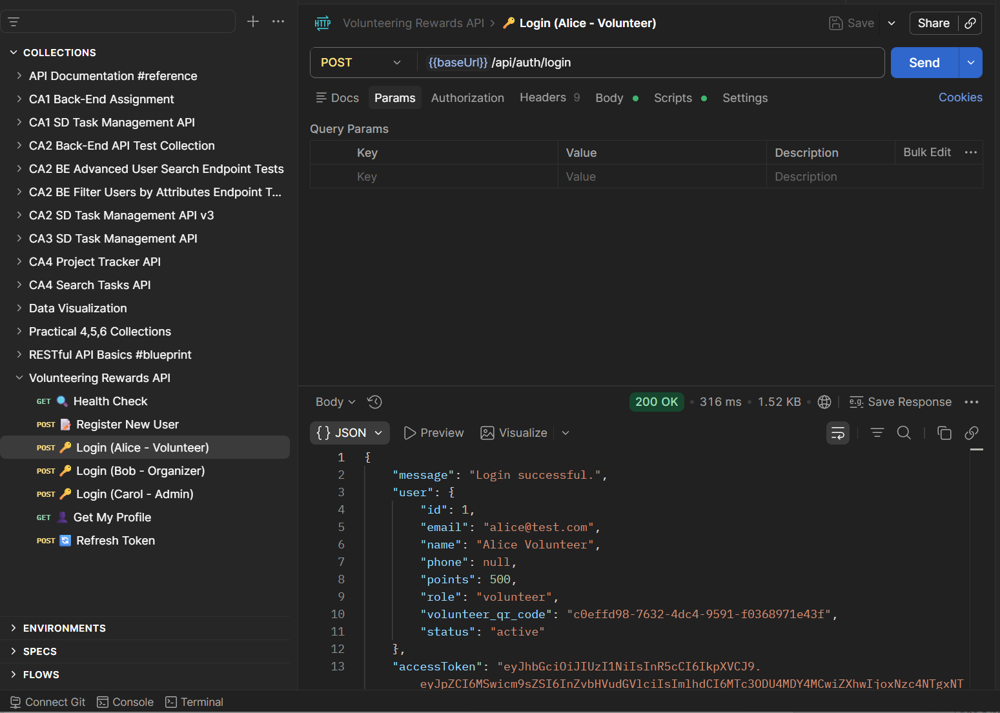 COLLECTIONS
API Documentation #reference
CA1 Back-End Assignment
CA1 SD Task Management API
CA2 Back-End API Test Collection
CA2 BE Advanced User Search Endpoint Tests
CA2 BE Filter Users by Attributes Endpoint T...
CA2 SD Task Management API v3
CA3 SD Task Management API
CA4 Project Tracker API
CA4 Search Tasks API
Data Visualization
Practical 4,5,6 Collections
RESTful API Basics #blueprint
Volunteering Rewards API
GET Health Check
POST Register New User
POST Login (Alice - Volunteer)
POST Login (Bob - Organizer)
POST Login (Carol - Admin)
GET Get My Profile
POST Refresh Token
ENVIRONMENTS
SPECS
FLOWS
HTTP Volunteering Rewards API > Login (Alice - Volunteer) Save Share
POST {{baseUrl}} /api/auth/login Send
Docs Params Authorization Headers 9 Body Scripts Settings Cookies
Query Params
Key Value Description Bulk Edit
Key Value Description
Body 200 OK 316 ms 1.52 KB e.g. Save Response
{} JSON Preview Visualize
1 {
2 "message": "Login successful.",
3 "user": {
4 "id": 1,
5 "email": "alice@test.com",
6 "name": "Alice Volunteer",
7 "phone": null,
8 "points": 500,
9 "role": "volunteer",
10 "volunteer_qr_code": "c0effd98-7632-4dc4-9591-f0368971e43f",
11 "status": "active"
12 },
13 "accessToken": "eyJhbGciOiJIUzI1NiIsInR5cCI6IkpXVCJ9.
eyJpZCI6MSwicm9sZSI6InZvbHVudGVlciIsImlhdCI6MTc3ODU4MDY4MCwiZXhwIjoxNzc4NTgxNT
Connect Git Console Terminal